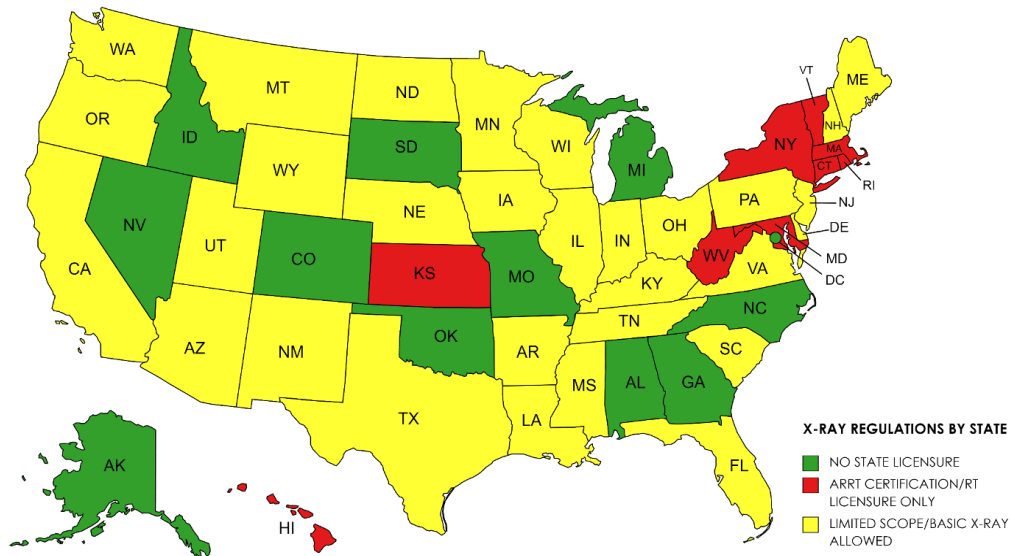 WA
MT
ND
MN
VT
ME
OR
ID
SD
WI
MI
NY
NH
MA
CT
RI
WY
IA
NE
PA
NJ
NV
UT
CO
IL
IN
OH
DE
CA
KS
MO
WV
VA
MD
DC
KY
AZ
NM
OK
AR
TN
NC
SC
TX
LA
MS
AL
GA
FL
AK
HI
X-RAY REGULATIONS BY STATE
NO STATE LICENSURE
ARRT CERTIFICATION/RT
LICENSURE ONLY
LIMITED SCOPE/BASIC X-RAY
ALLOWED